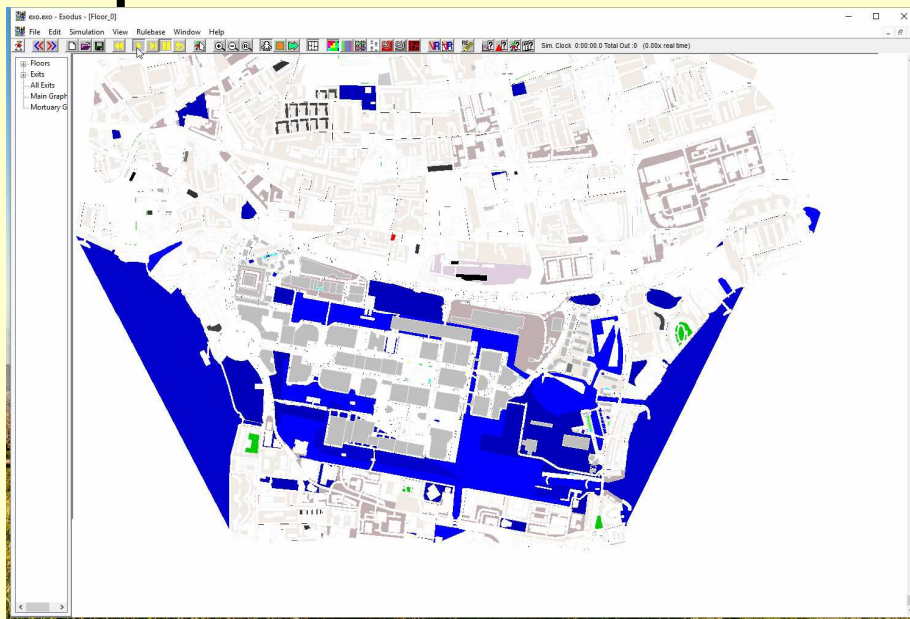 exo.exo - Exodus - [Floor_0]
File Edit Simulation View Rulebase Window Help
Sim. Clock 0:00:00.0 Total Out :0 (0.00x real time)
Floors
Exits
All Exits
Main Graph
Mortuary G